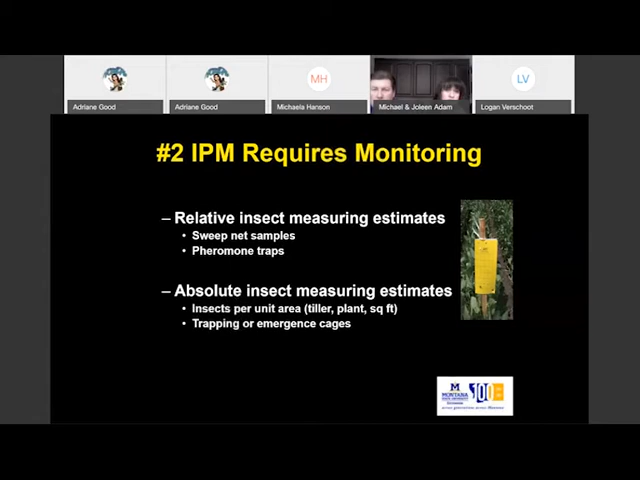 MH
LV
Adriane Good
Adriane Good
Michaela Hanson
Michael & Joleen Adam
Logan Verschoot
#2 IPM Requires Monitoring
– Relative insect measuring estimates
• Sweep net samples
• Pheromone traps
– Absolute insect measuring estimates
• Insects per unit area (tiller, plant, sq ft)
• Trapping or emergence cages
M
MONTANA
100